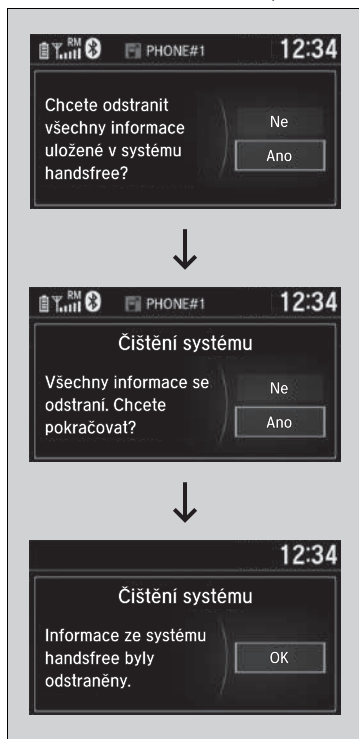 RM PHONE#1 12:34
Chcete odstranit
všechny informace
uložené v systému
handsfree?
Ne
Ano
RM PHONE#1 12:34
Čištění systému
Všechny informace se
odstraní. Chcete
pokračovat?
Ne
Ano
12:34
Čištění systému
Informace ze systému
handsfree byly
odstraněny.
OK